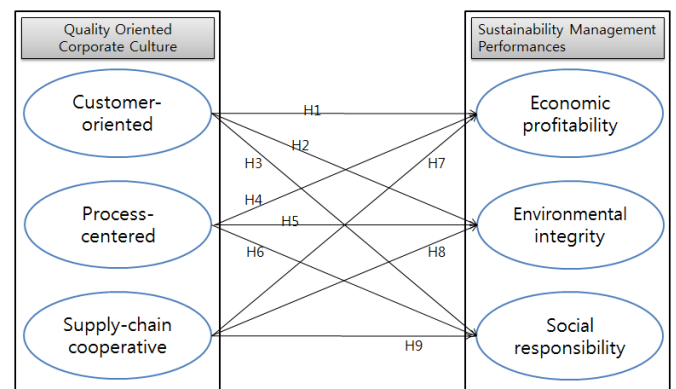 Quality Oriented
Corporate Culture
Sustainability Management
Performances
Customer-
oriented
Economic
profitability
H1
H2
H3
H7
H4
Process-
centered
H5
Environmental
integrity
H6
H8
Supply-chain
cooperative
H9
Social
responsibility